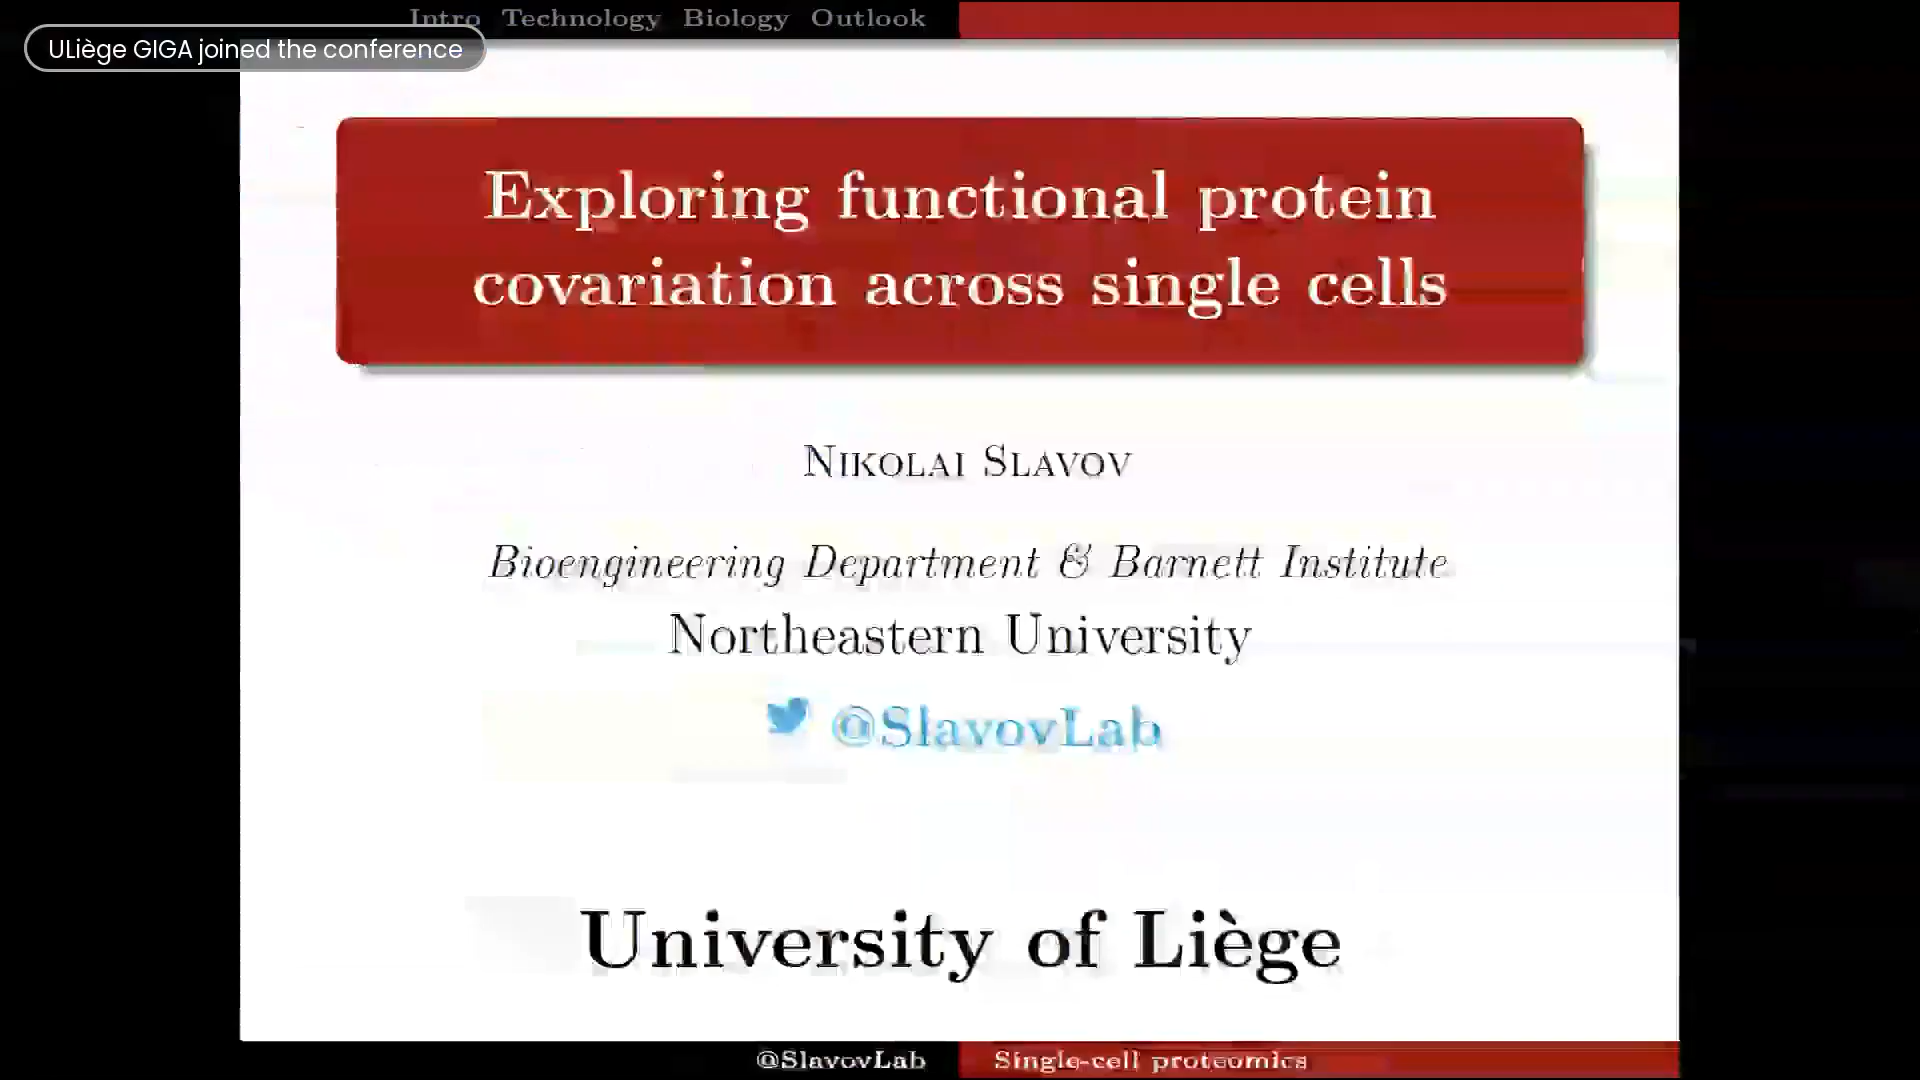 Intro Technology Biology Outlook
ULiège GIGA joined the conference
Exploring functional protein
covariation across single cells
Nikolai Slavov
Bioengineering Department & Barnett Institute
Northeastern University
@SlavovLab
University of Liège
@SlavovLab
Single-cell proteomics